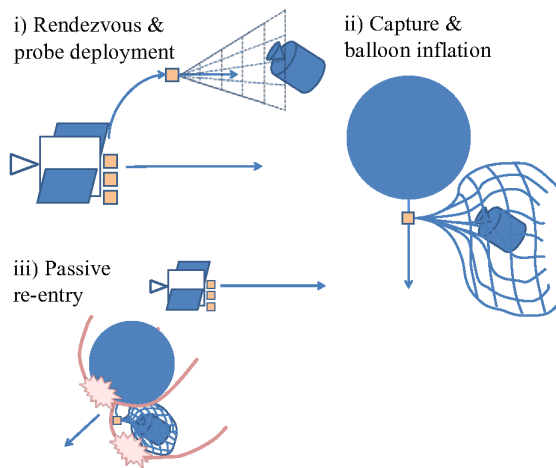 i) Rendezvous &
probe deployment
ii) Capture &
balloon inflation
iii) Passive
re-entry